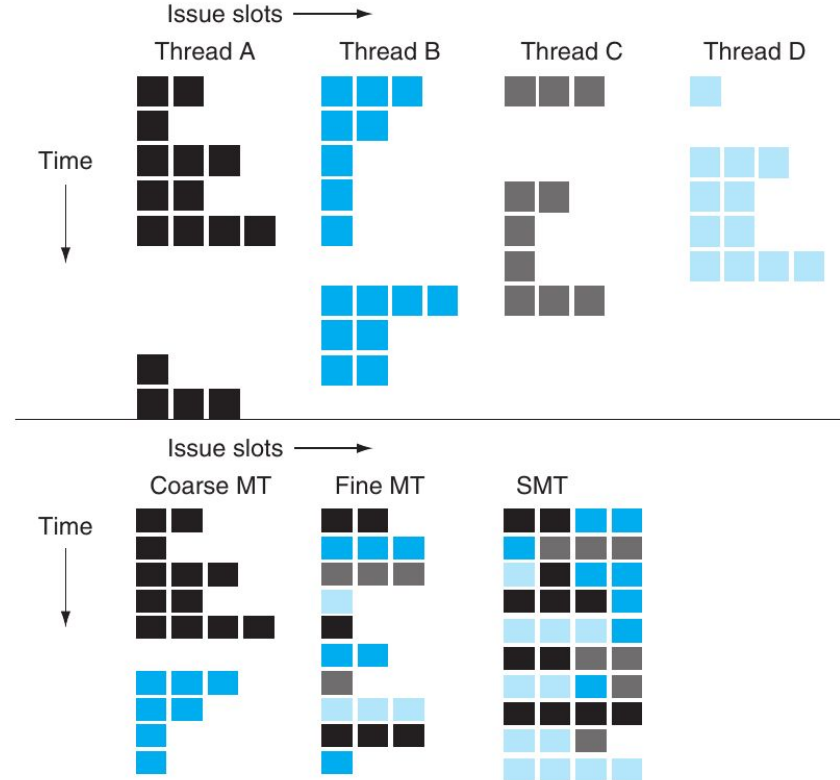 Issue slots
Thread A Thread B Thread C Thread D
Time
Issue slots
Coarse MT Fine MT SMT
Time